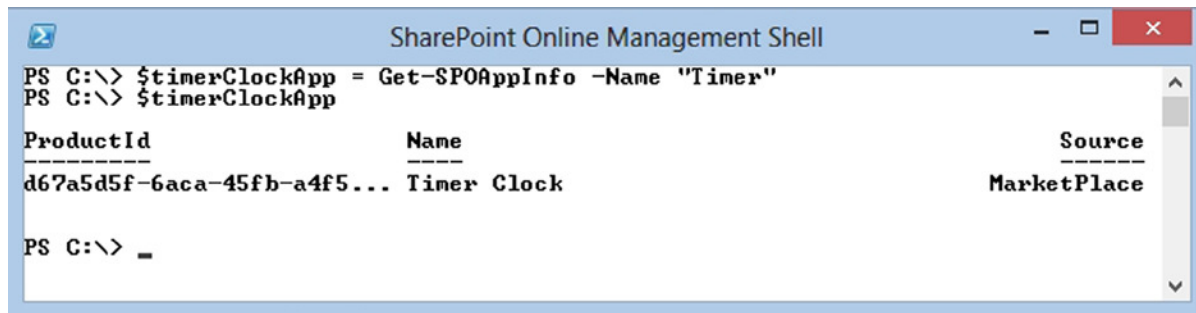 SharePoint Online Management Shell
PS C:\> $timerClockApp = Get-SPOAppInfo -Name "Timer"
PS C:\> $timerClockApp
ProductId Name Source
--------- ---- ------
d67a5d5f-6aca-45fb-a4f5... Timer Clock MarketPlace
PS C:\> _